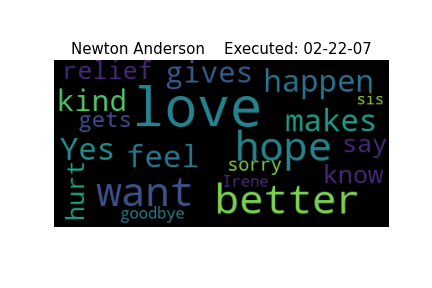 Newton Anderson    Executed: 02-22-07
relief gives happen
kind love sis
gets makes
Yes feel hope say
sorry
hurt want Irene know
goodbye better